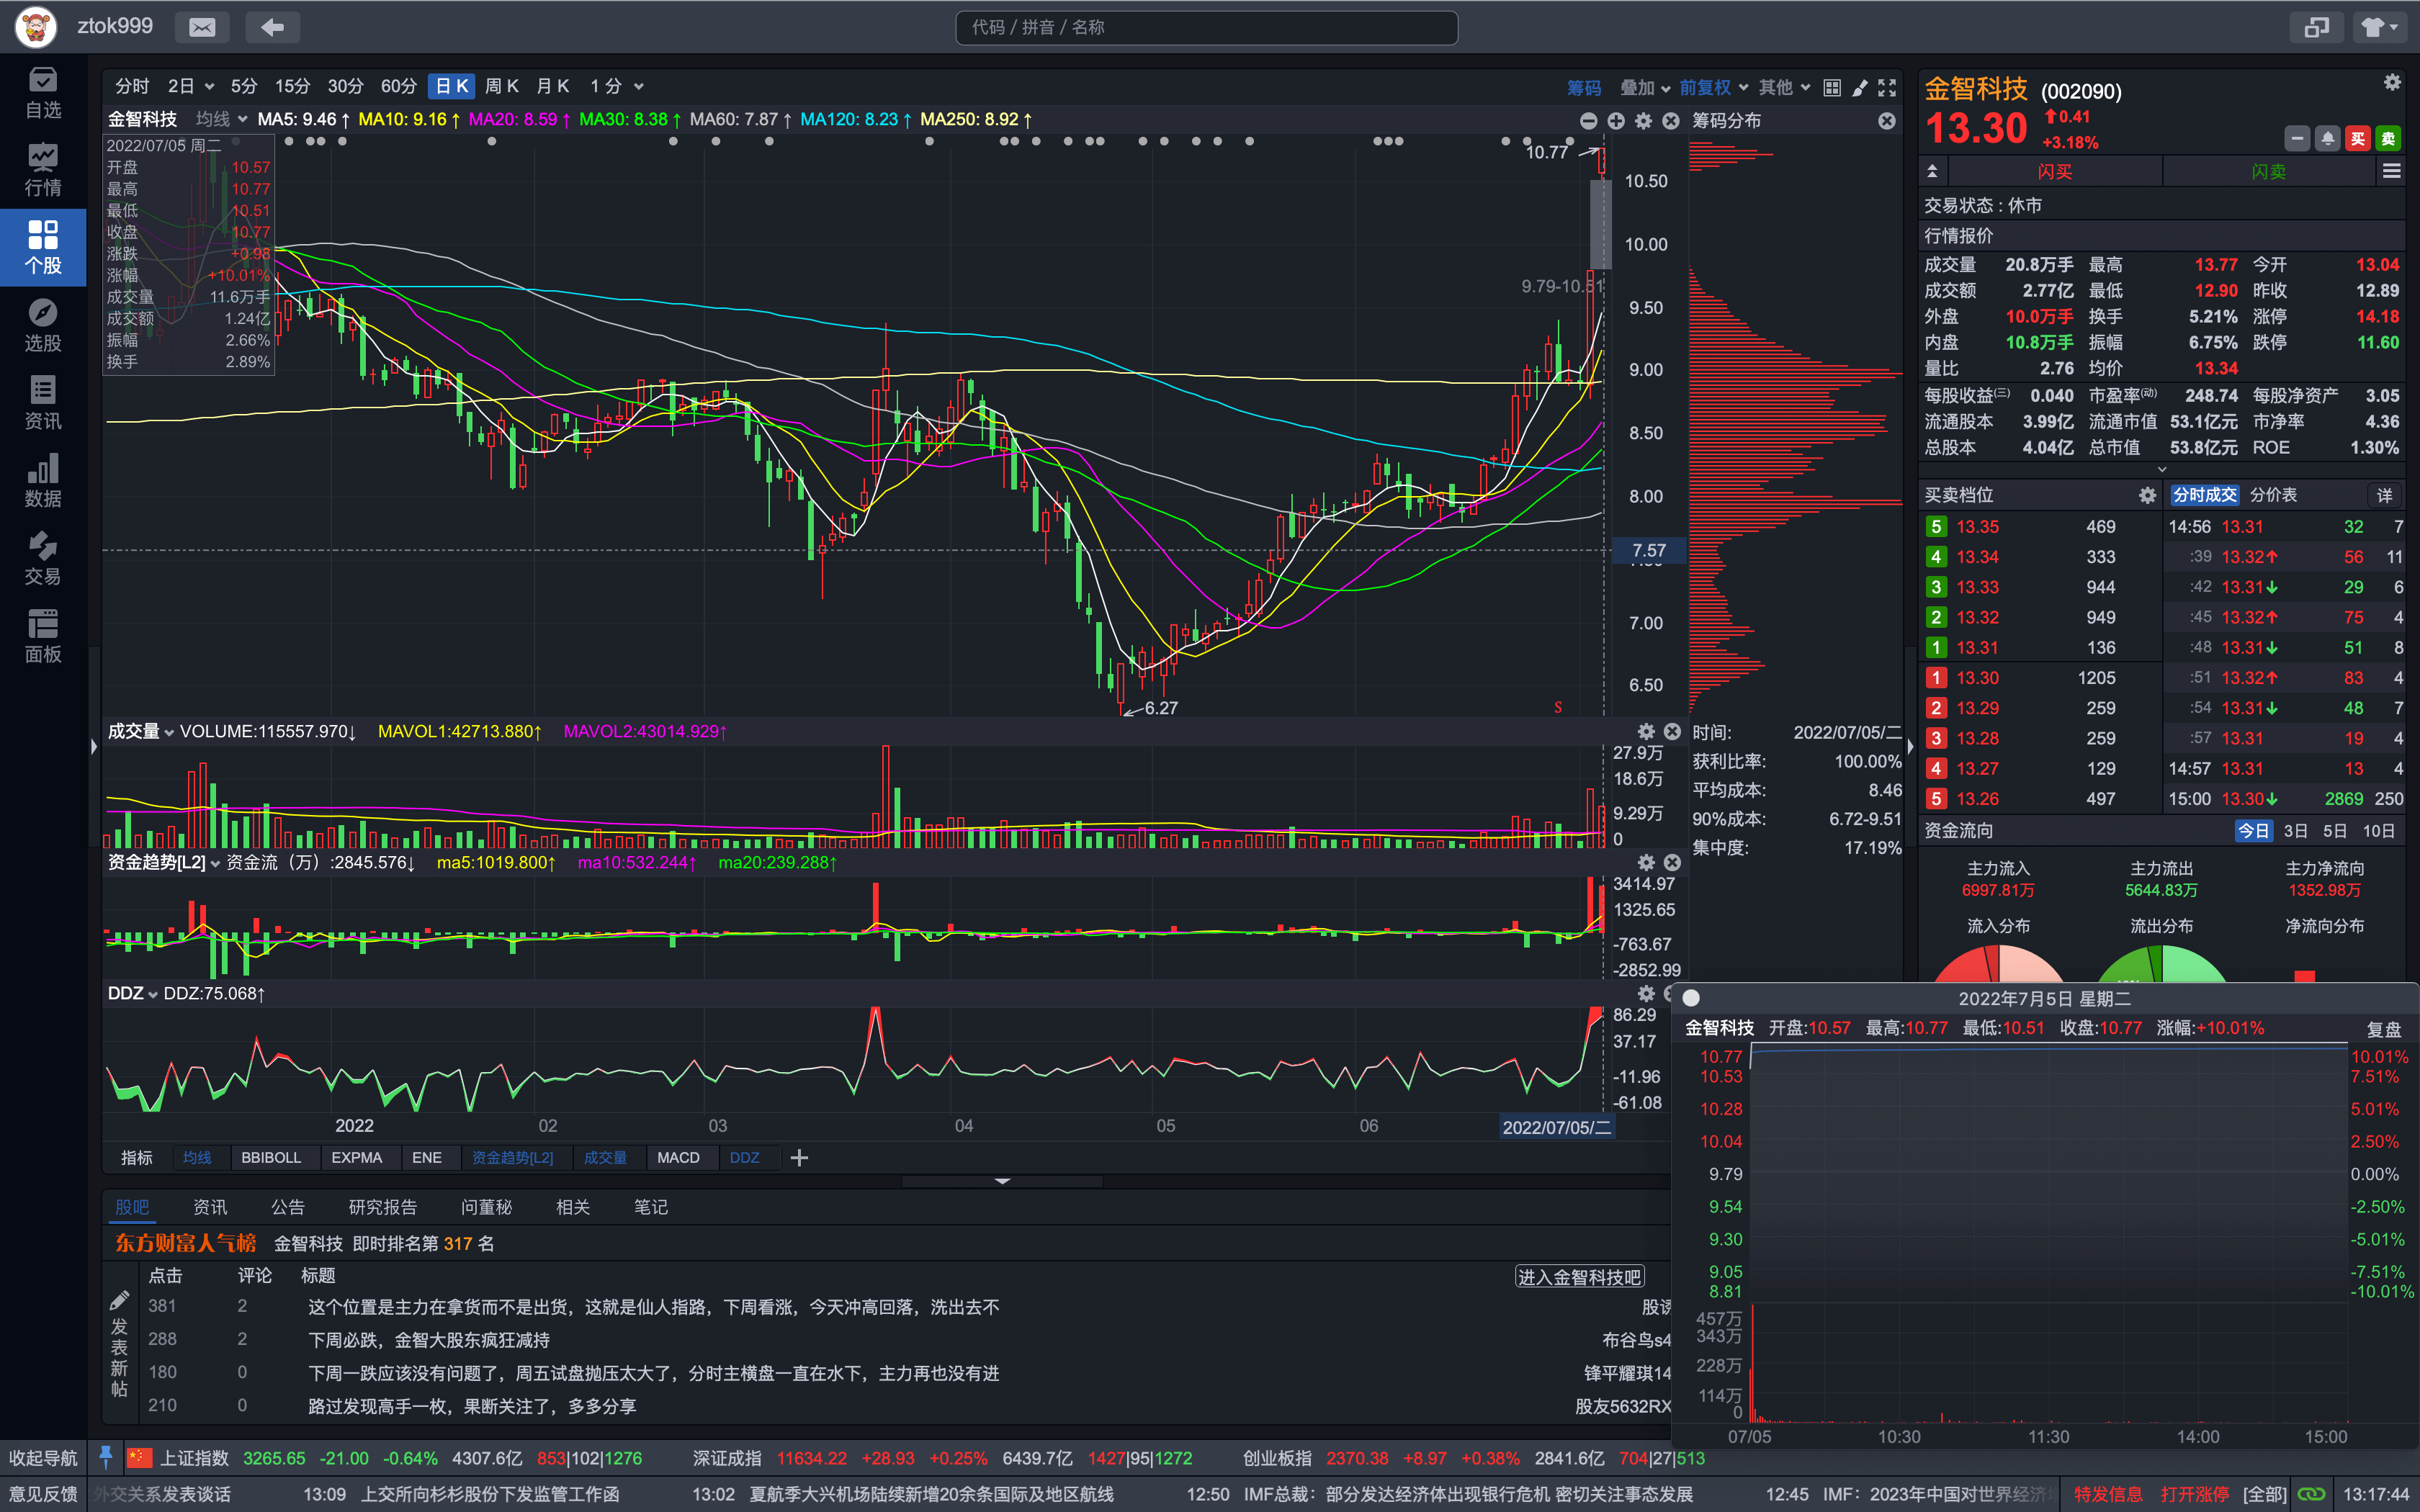 ztok999
代码 / 拼音 / 名称
自选
行情
个股
选股
资讯
数据
交易
面板
分时 2日 5分 15分 30分 60分 日K 周K 月K 1分
筹码 叠加 前复权 其他
金智科技 均线 MA5: 9.46↑ MA10: 9.16↑ MA20: 8.59↑ MA30: 8.38↑ MA60: 7.87↑ MA120: 8.23↑ MA250: 8.92↑
筹码分布
2022/07/05 周二
开盘 10.57
最高 10.77
最低 10.51
收盘 10.77
涨跌 +0.98
涨幅 +10.01%
成交量 11.6万手
成交额 1.24亿
振幅 2.66%
换手 2.89%
10.77
9.79-10.51
6.27
S
10.50
10.00
9.50
9.00
8.50
8.00
7.57
7.00
6.50
成交量 VOLUME:115557.970↓ MAVOL1:42713.880↑ MAVOL2:43014.929↑
27.9万
18.6万
9.29万
0
资金趋势[L2] 资金流（万）:2845.576↓ ma5:1019.800↑ ma10:532.244↑ ma20:239.288↑
3414.97
1325.65
-763.67
-2852.99
DDZ DDZ:75.068↑
86.29
37.17
-11.96
-61.08
2022 02 03 04 05 06 2022/07/05/二
时间: 2022/07/05/二
获利比率: 100.00%
平均成本: 8.46
90%成本: 6.72-9.51
集中度: 17.19%
指标 均线 BBIBOLL EXPMA ENE 资金趋势[L2] 成交量 MACD DDZ
股吧 资讯 公告 研究报告 问董秘 相关 笔记
东方财富人气榜 金智科技 即时排名第 317 名
点击 评论 标题 进入金智科技吧
发表新帖
381 2 这个位置是主力在拿货而不是出货，这就是仙人指路，下周看涨，今天冲高回落，洗出去不
288 2 下周必跌，金智大股东疯狂减持 布谷鸟s4
180 0 下周一跌应该没有问题了，周五试盘抛压太大了，分时主横盘一直在水下，主力再也没有进 锋平耀琪14
210 0 路过发现高手一枚，果断关注了，多多分享 股友5632RX
金智科技 (002090)
13.30 0.41
+3.18%
买 卖
闪买 闪卖
交易状态 : 休市
行情报价
成交量 20.8万手 最高 13.77 今开 13.04
成交额 2.77亿 最低 12.90 昨收 12.89
外盘 10.0万手 换手 5.21% 涨停 14.18
内盘 10.8万手 振幅 6.75% 跌停 11.60
量比 2.76 均价 13.34
每股收益(三) 0.040 市盈率(动) 248.74 每股净资产 3.05
流通股本 3.99亿 流通市值 53.1亿元 市净率 4.36
总股本 4.04亿 总市值 53.8亿元 ROE 1.30%
买卖档位 分时成交 分价表 详
5 13.35 469 14:56 13.31 32 7
4 13.34 333 :39 13.32↑ 56 11
3 13.33 944 :42 13.31↓ 29 6
2 13.32 949 :45 13.32↑ 75 4
1 13.31 136 :48 13.31↓ 51 8
1 13.30 1205 :51 13.32↑ 83 4
2 13.29 259 :54 13.31↓ 48 7
3 13.28 259 :57 13.31 19 4
4 13.27 129 14:57 13.31 13 4
5 13.26 497 15:00 13.30↓ 2869 250
资金流向 今日 3日 5日 10日
主力流入 主力流出 主力净流向
6997.81万 5644.83万 1352.98万
流入分布 流出分布 净流向分布
2022年7月5日 星期二
金智科技 开盘:10.57 最高:10.77 最低:10.51 收盘:10.77 涨幅:+10.01% 复盘
10.77 10.01%
10.53 7.51%
10.28 5.01%
10.04 2.50%
9.79 0.00%
9.54 -2.50%
9.30 -5.01%
9.05 -7.51%
8.81 -10.01%
457万
343万
228万
114万
0
07/05 10:30 11:30 14:00 15:00
收起导航 上证指数 3265.65 -21.00 -0.64% 4307.6亿 853|102|1276 深证成指 11634.22 +28.93 +0.25% 6439.7亿 1427|95|1272 创业板指 2370.38 +8.97 +0.38% 2841.6亿 704|27|513
意见反馈 外交关系发表谈话 13:09 上交所向杉杉股份下发监管工作函 13:02 夏航季大兴机场陆续新增20余条国际及地区航线 12:50 IMF总裁：部分发达经济体出现银行危机 密切关注事态发展 12:45 IMF：2023年中国对世界经济 特发信息 打开涨停 [全部] 13:17:44